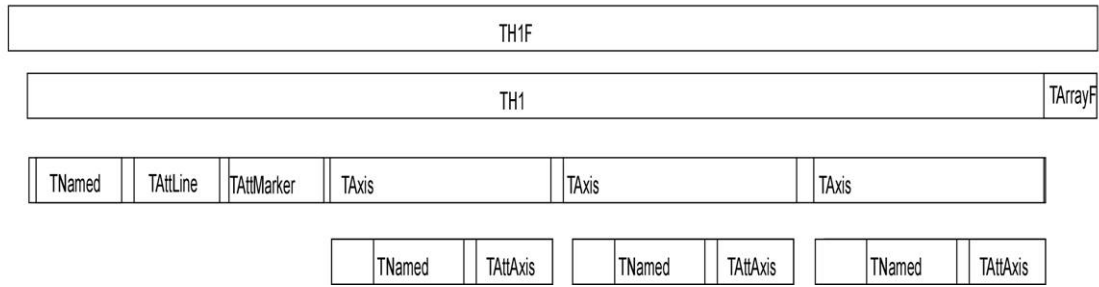 TH1F
TH1 TArrayF
TNamed TAttLine TAttMarker TAxis TAxis TAxis
TNamed TAttAxis TNamed TAttAxis TNamed TAttAxis